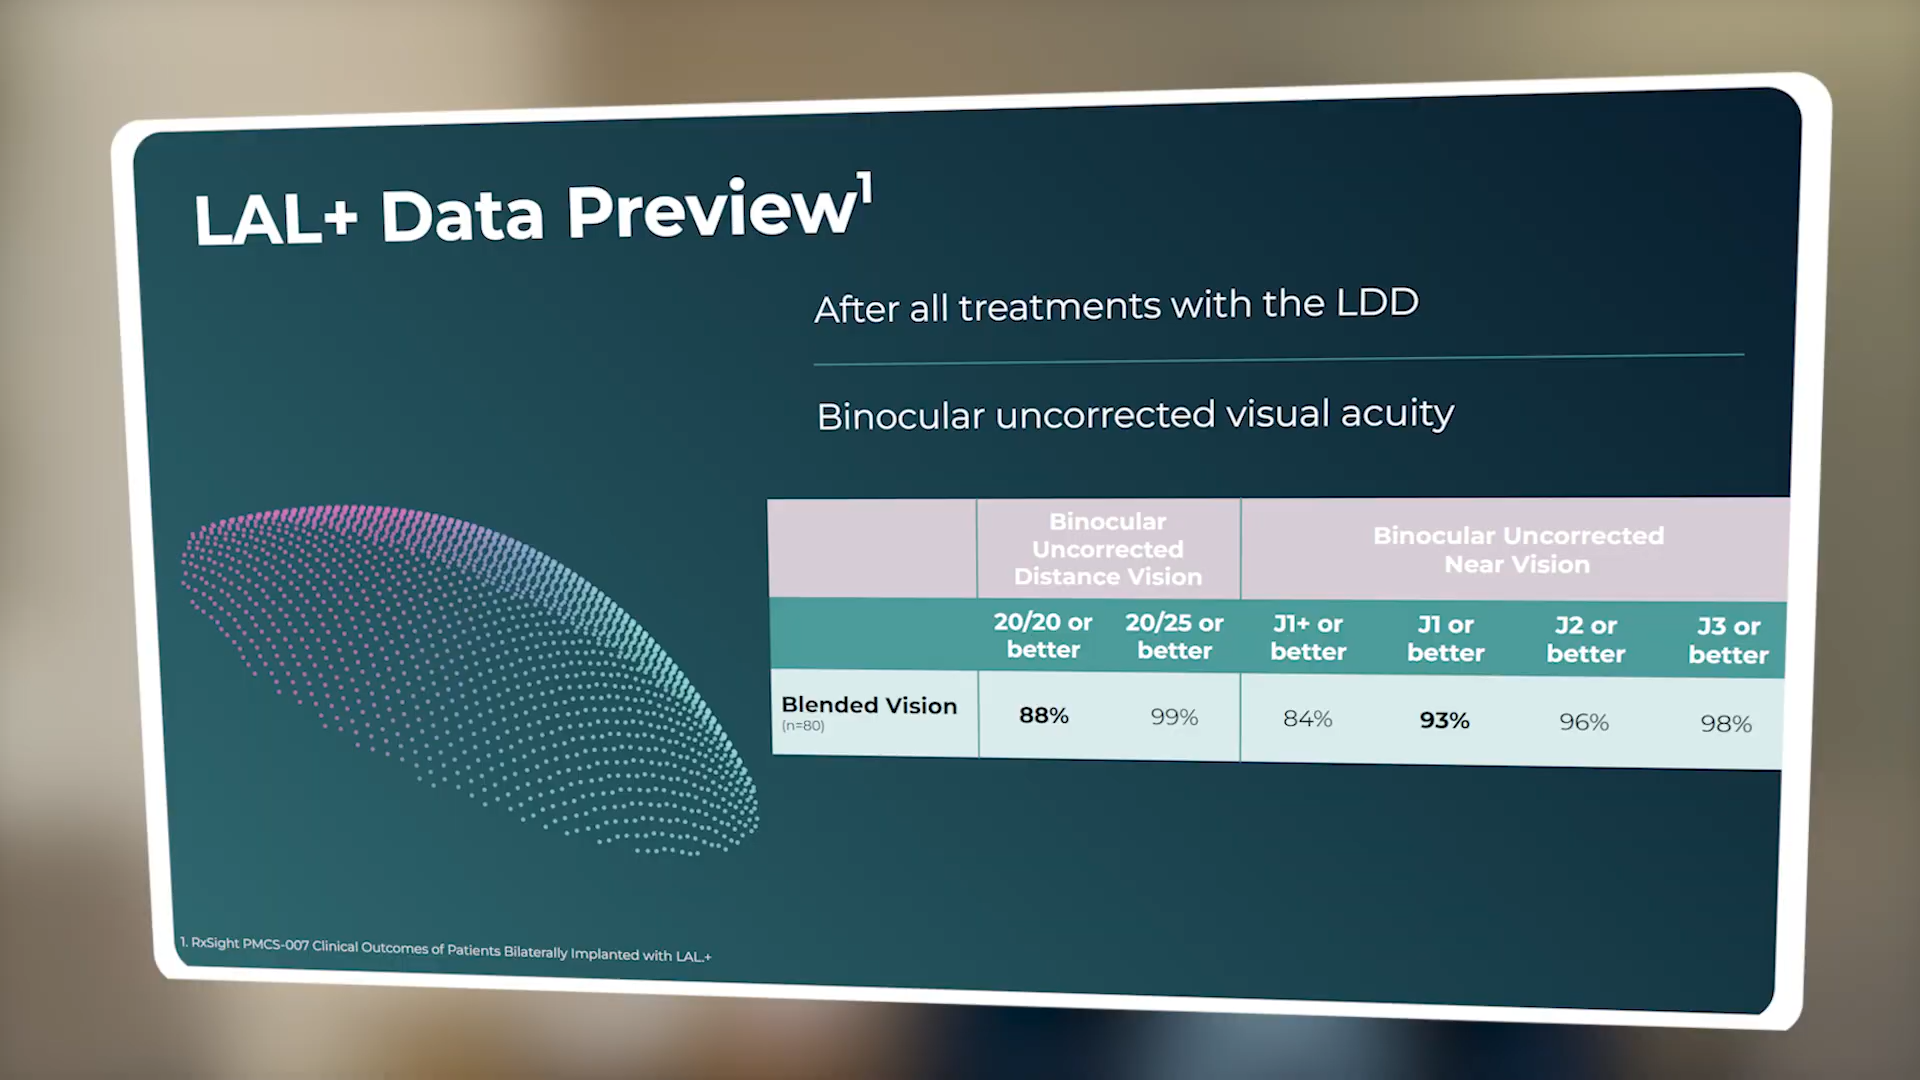 LAL+ Data Preview1
After all treatments with the LDD
Binocular uncorrected visual acuity
Binocular
Uncorrected
Distance Vision
Binocular Uncorrected
Near Vision
20/20 or
better
20/25 or
better
J1+ or
better
J1 or
better
J2 or
better
J3 or
better
Blended Vision
(n=80)
88%
99%
84%
93%
96%
98%
1. RxSight PMCS-007 Clinical Outcomes of Patients Bilaterally Implanted with LAL.+